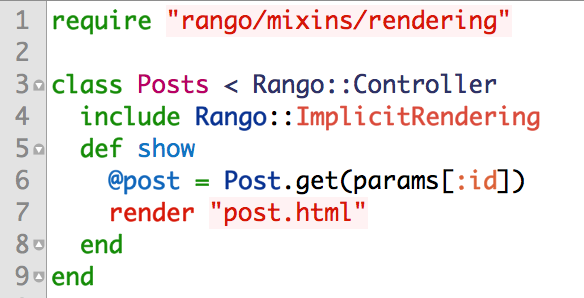 1 require "rango/mixins/rendering"
2
3 class Posts < Rango::Controller
4   include Rango::ImplicitRendering
5   def show
6     @post = Post.get(params[:id])
7     render "post.html"
8   end
9 end